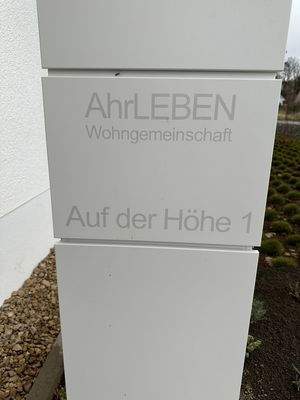 AhrLEBEN
Wohngemeinschaft
Auf der Höhe 1